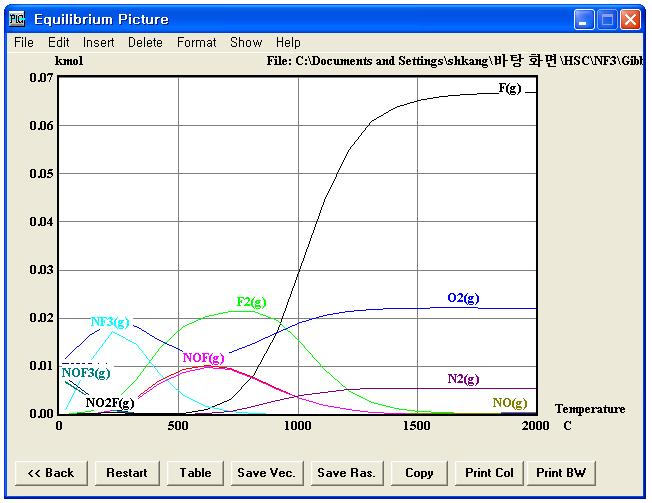 Equilibrium Picture
File Edit Insert Delete Format Show Help
kmol File: C:\Documents and Settings\shkang\바탕 화면\HSC\NF3\Gibb
0.07
F(g)
0.06
0.05
0.04
0.03
F2(g) O2(g)
NF3(g)
0.02
NOF(g)
0.01
NOF3(g)
N2(g)
NO2F(g) NO(g)
0.00
Temperature
0 500 1000 1500 2000 C
<< Back Restart Table Save Vec. Save Ras. Copy Print Col Print BW